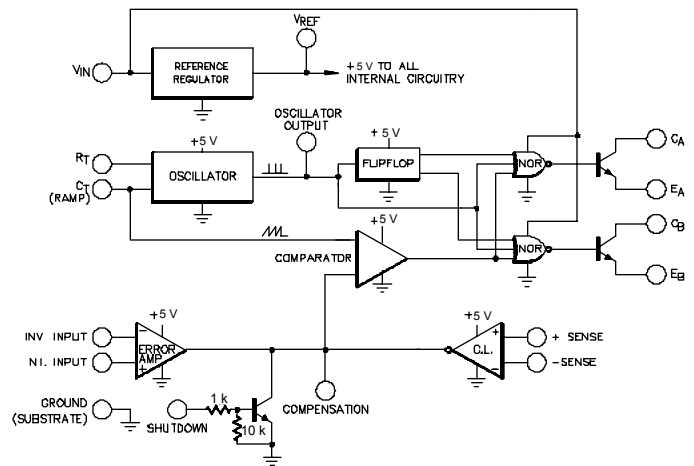 VREF
VIN
REFERENCE
REGULATOR
+5 V TO ALL
INTERNAL CIRCUITRY
OSCILLATOR
OUTPUT
+5 V
+5 V
RT
CT
(RAMP)
OSCILLATOR
FLIPFLOP
NOR
CA
EA
+5 V
COMPARATOR
NOR
CB
EB
+5 V
+5 V
INV INPUT
N.I. INPUT
−
+
ERROR
AMP
C.L.
+
−
+ SENSE
-SENSE
GROUND
(SUBSTRATE)
SHUTDOWN
1 k
10 k
COMPENSATION